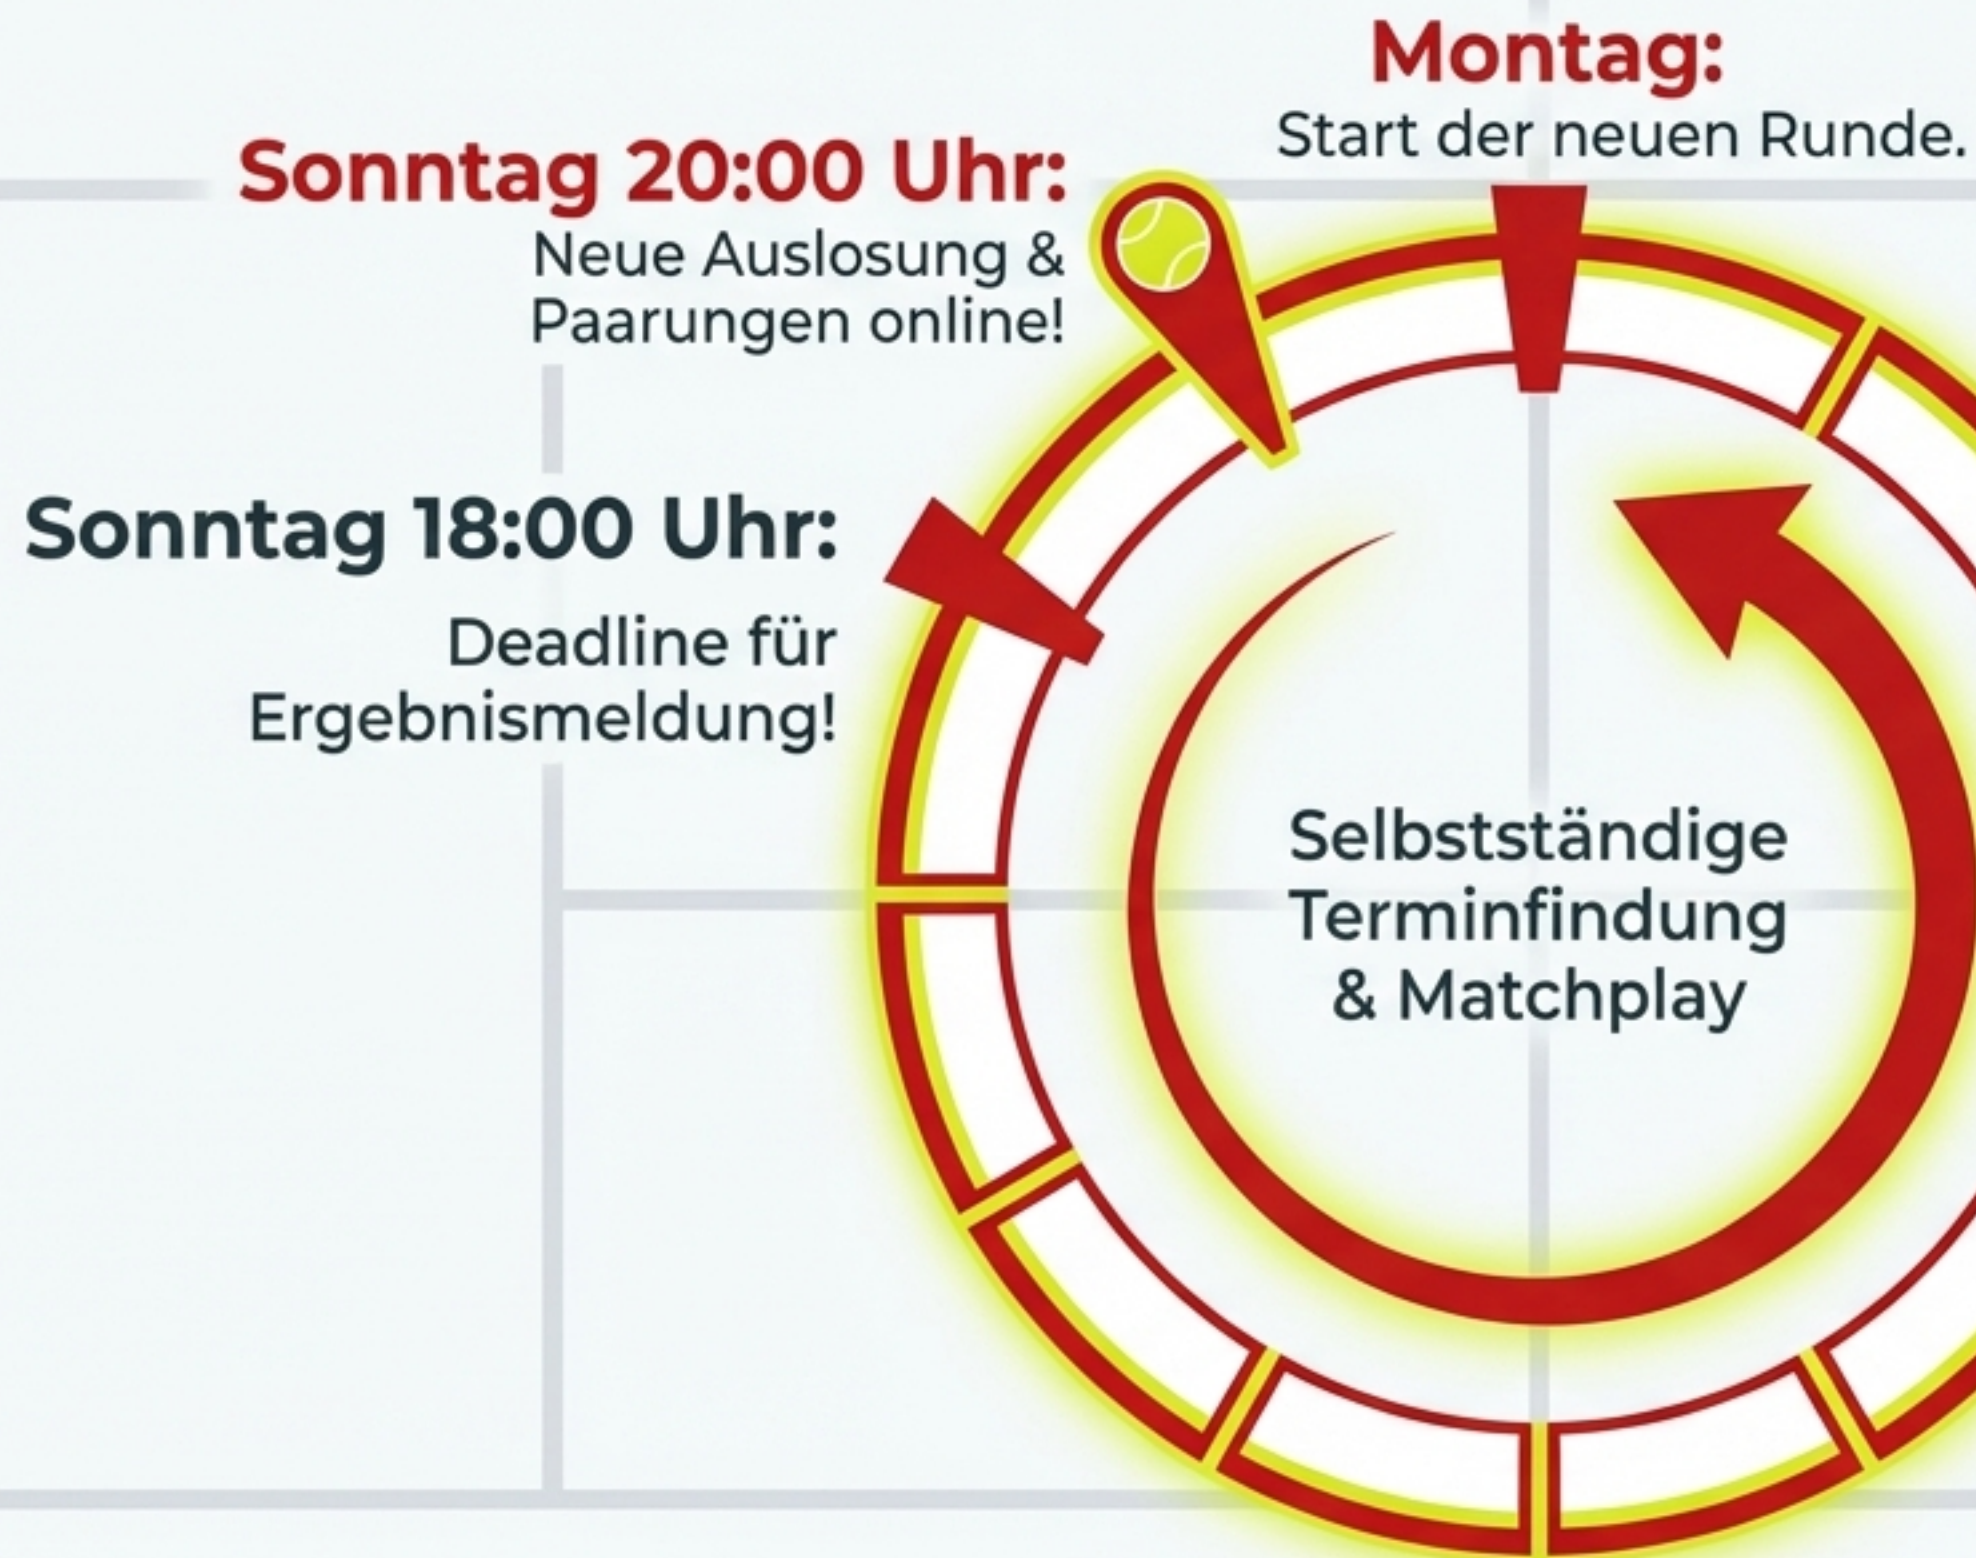 Montag:
Start der neuen Runde.
Sonntag 20:00 Uhr:
Neue Auslosung &
Paarungen online!
Sonntag 18:00 Uhr:
Deadline für
Ergebnismeldung!
Selbstständige
Terminfindung
& Matchplay